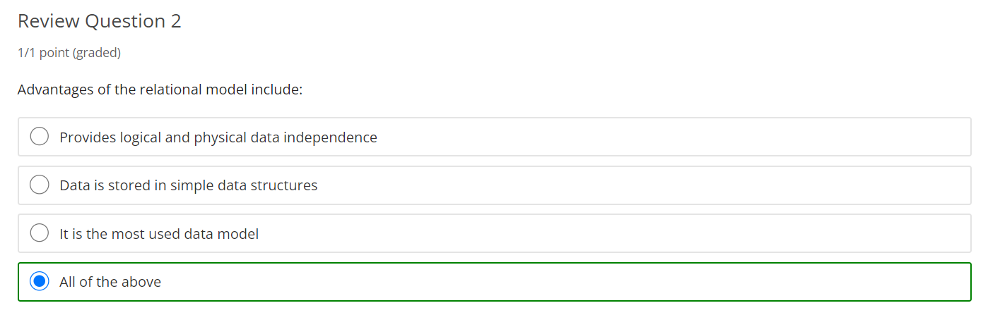 Review Question 2
1/1 point (graded)
Advantages of the relational model include:
Provides logical and physical data independence
Data is stored in simple data structures
It is the most used data model
All of the above